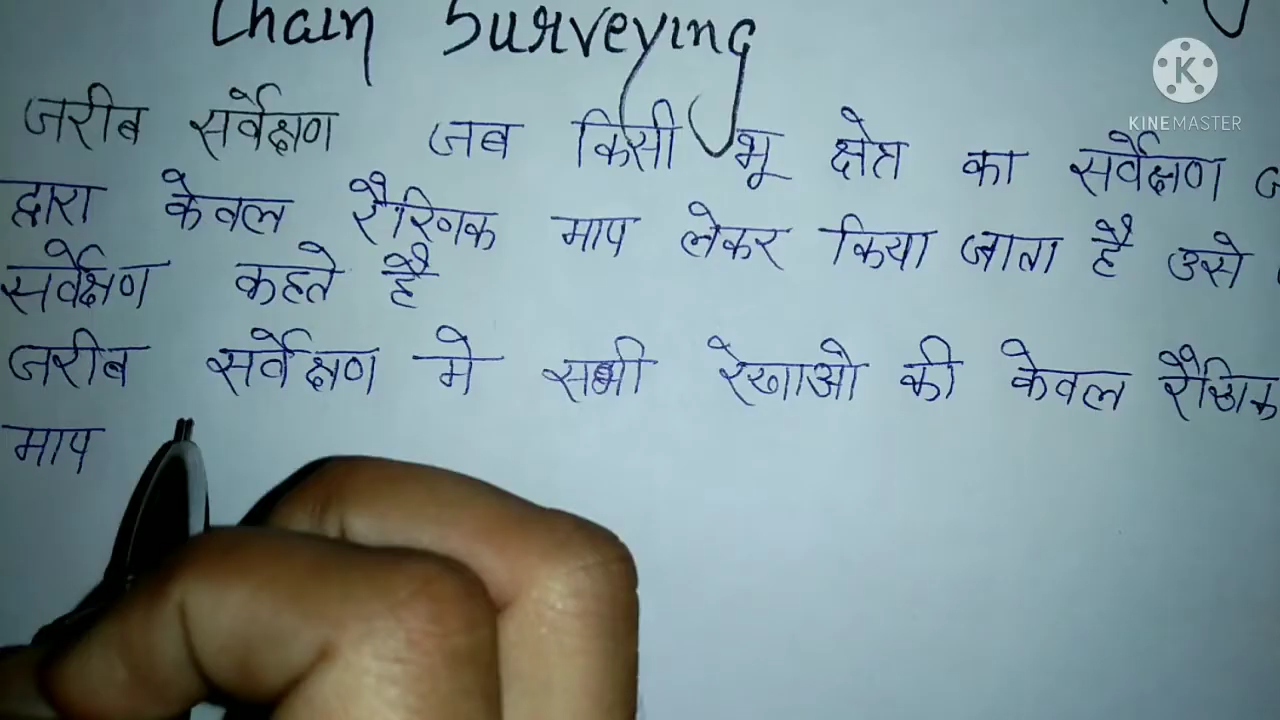 Chain Surveying
KINEMASTER
जरीब सर्वेक्षण जब किसी भू क्षेत्र का सर्वेक्षण
द्वारा केवल रैखिक माप लेकर किया जाता है उसे
सर्वेक्षण कहते है
जरीब सर्वेक्षण मे सभी रेखाओ की केवल रैखिक
माप